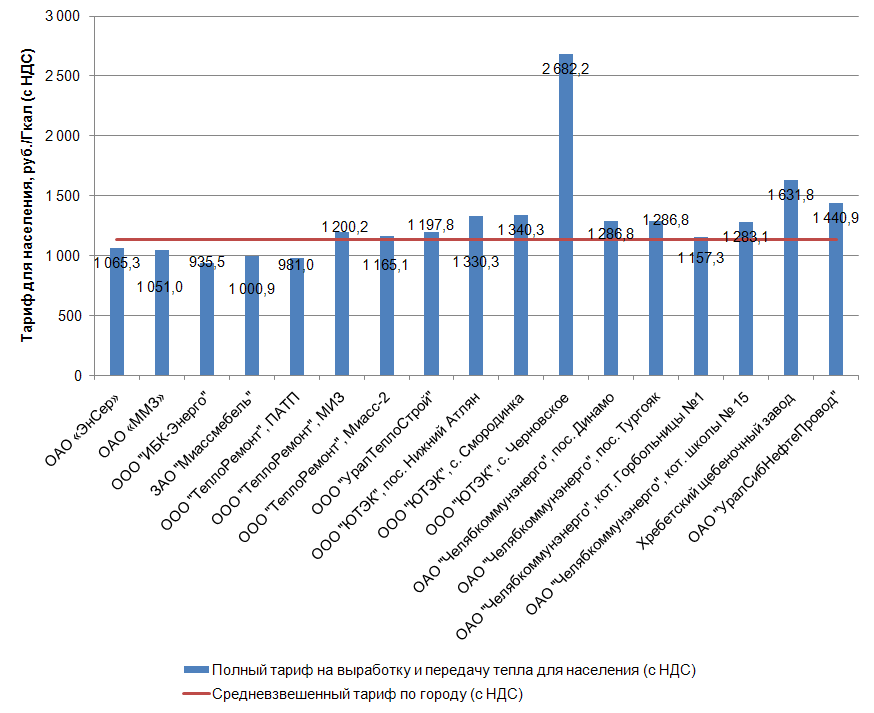 Тариф для населения, руб./Гкал (с НДС)
3 000
2 500
2 000
1 500
1 000
500
0
1 065,3
1 051,0
935,5
1 000,9
981,0
1 200,2
1 165,1
1 197,8
1 330,3
1 340,3
2 682,2
1 286,8
1 286,8
1 157,3
1 283,1
1 631,8
1 440,9
ОАО «ЭнСер»
ОАО «ММЗ»
ООО "ИБК-Энерго"
ЗАО "Миассмебель"
ООО "ТеплоРемонт", ПАТП
ООО "ТеплоРемонт", МИЗ
ООО "ТеплоРемонт", Миасс-2
ООО "УралТеплоСтрой"
ООО "ЮТЭК", пос. Нижний Атлян
ООО "ЮТЭК", с. Смородинка
ООО "ЮТЭК", с. Черновское
ОАО "Челябкоммунэнерго", пос. Динамо
ОАО "Челябкоммунэнерго", пос. Тургояк
ОАО "Челябкоммунэнерго", кот. Горбольницы №1
ОАО "Челябкоммунэнерго", кот. школы № 15
Хребетский щебеночный завод
ОАО "УралСибНефтеПровод"
Полный тариф на выработку и передачу тепла для населения (с НДС)
Средневзвешенный тариф по городу (с НДС)